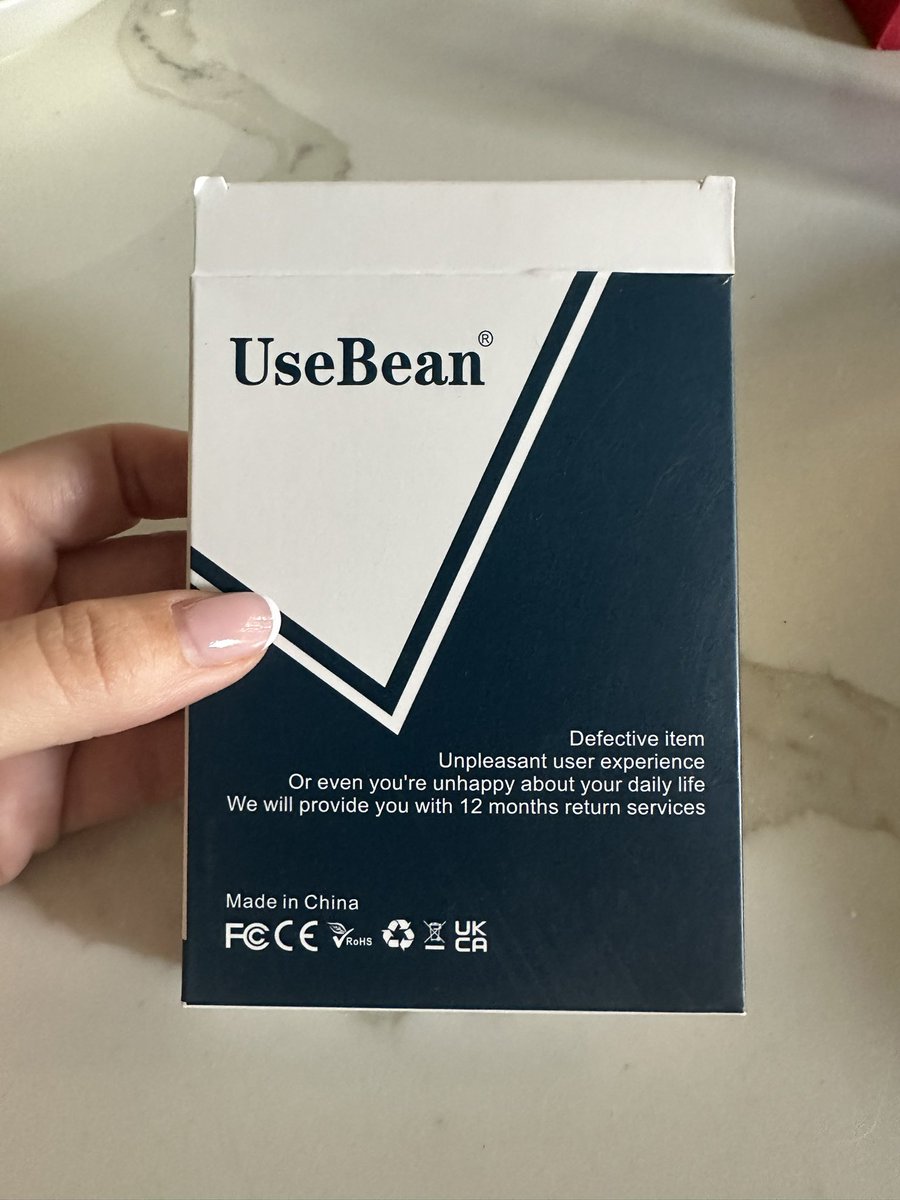 UseBean®
Defective item
Unpleasant user experience
Or even you're unhappy about your daily life
We will provide you with 12 months return services
Made in China
FC CE RoHS UK
CA